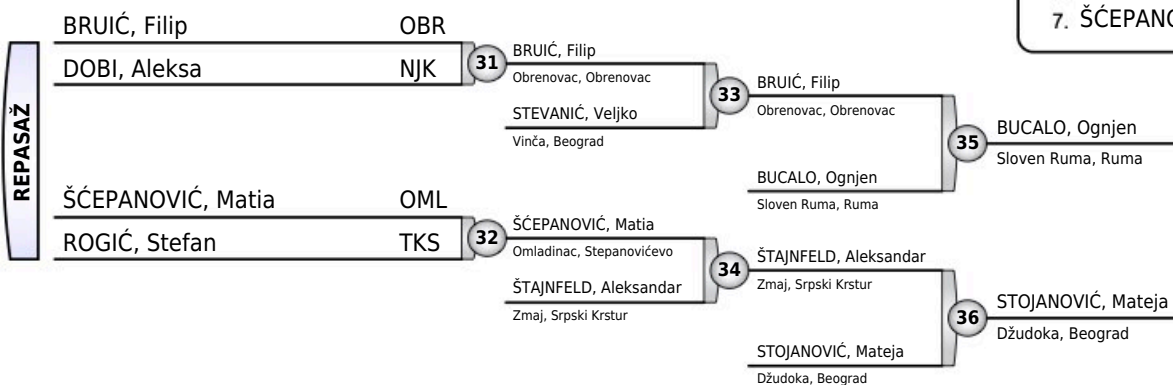 7. ŠĆEPANO
REPASAŽ
BRUIĆ, Filip OBR
DOBI, Aleksa NJK
31
BRUIĆ, Filip
Obrenovac, Obrenovac
STEVANIĆ, Veljko
Vinča, Beograd
33
BRUIĆ, Filip
Obrenovac, Obrenovac
BUCALO, Ognjen
Sloven Ruma, Ruma
35
BUCALO, Ognjen
Sloven Ruma, Ruma
ŠĆEPANOVIĆ, Matia OML
ROGIĆ, Stefan TKS
32
ŠĆEPANOVIĆ, Matia
Omladinac, Stepanovićevo
ŠTAJNFELD, Aleksandar
Zmaj, Srpski Krstur
34
ŠTAJNFELD, Aleksandar
Zmaj, Srpski Krstur
STOJANOVIĆ, Mateja
Džudoka, Beograd
36
STOJANOVIĆ, Mateja
Džudoka, Beograd